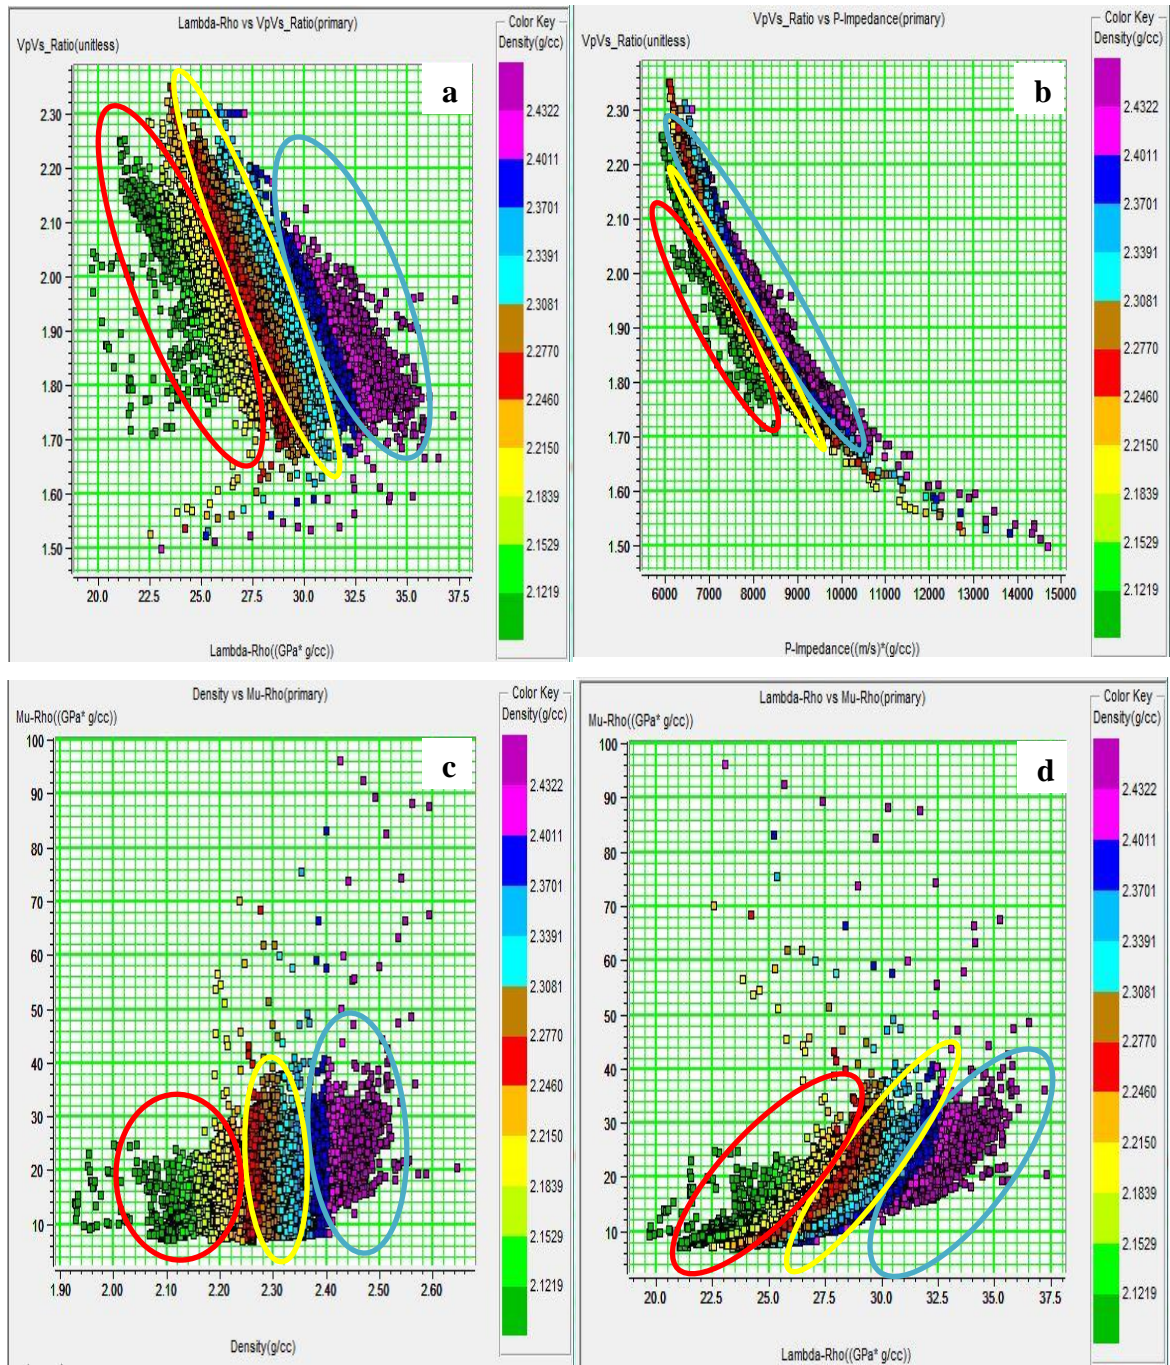 Lambda-Rho vs VpVs_Ratio(primary)
Color Key
VpVs_Ratio(unitless)
Density(g/cc)
a
2.30
2.20
2.10
2.00
1.90
1.80
1.70
1.60
1.50
20.0 22.5 25.0 27.5 30.0 32.5 35.0 37.5
Lambda-Rho((GPa* g/cc))
2.4322
2.4011
2.3701
2.3391
2.3081
2.2770
2.2460
2.2150
2.1839
2.1529
2.1219
VpVs_Ratio vs P-Impedance(primary)
Color Key
VpVs_Ratio(unitless)
Density(g/cc)
b
2.30
2.20
2.10
2.00
1.90
1.80
1.70
1.60
1.50
6000 7000 8000 9000 10000 11000 12000 13000 14000 15000
P-Impedance((m/s)*(g/cc))
2.4322
2.4011
2.3701
2.3391
2.3081
2.2770
2.2460
2.2150
2.1839
2.1529
2.1219
Density vs Mu-Rho(primary)
Color Key
Mu-Rho((GPa* g/cc))
Density(g/cc)
c
100
90
80
70
60
50
40
30
20
10
1.90 2.00 2.10 2.20 2.30 2.40 2.50 2.60
Density(g/cc)
2.4322
2.4011
2.3701
2.3391
2.3081
2.2770
2.2460
2.2150
2.1839
2.1529
2.1219
Lambda-Rho vs Mu-Rho(primary)
Color Key
Mu-Rho((GPa* g/cc))
Density(g/cc)
d
100
90
80
70
60
50
40
30
20
10
20.0 22.5 25.0 27.5 30.0 32.5 35.0 37.5
Lambda-Rho((GPa* g/cc))
2.4322
2.4011
2.3701
2.3391
2.3081
2.2770
2.2460
2.2150
2.1839
2.1529
2.1219